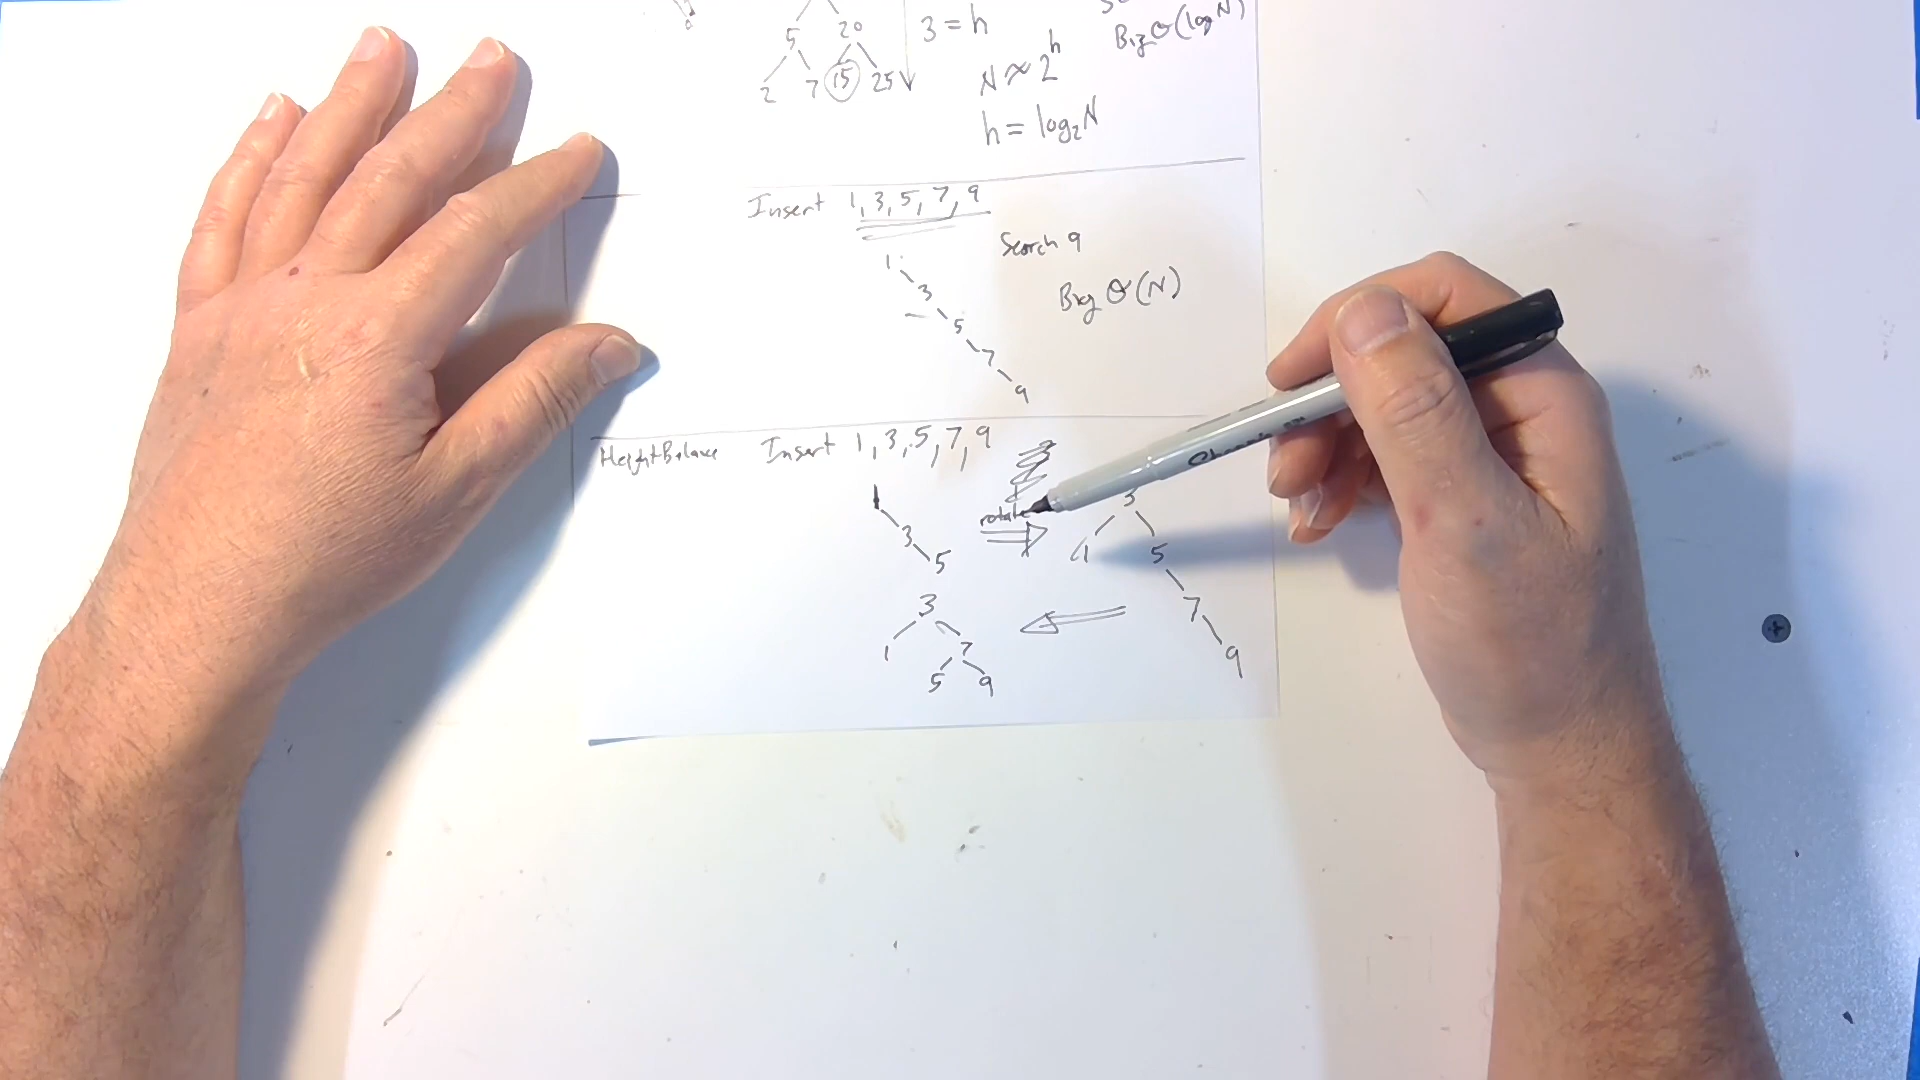 5 20
3 = h
Big O(log N)
2 7 15 25
N ≈ 2^h
h = log₂N
Insert 1, 3, 5, 7, 9
Search 9
1
3
5
7
9
Big O(N)
HeightBalance Insert 1, 3, 5, 7, 9
1
3
5
rotate
3
1 5
7
9
3
1 7
5 9